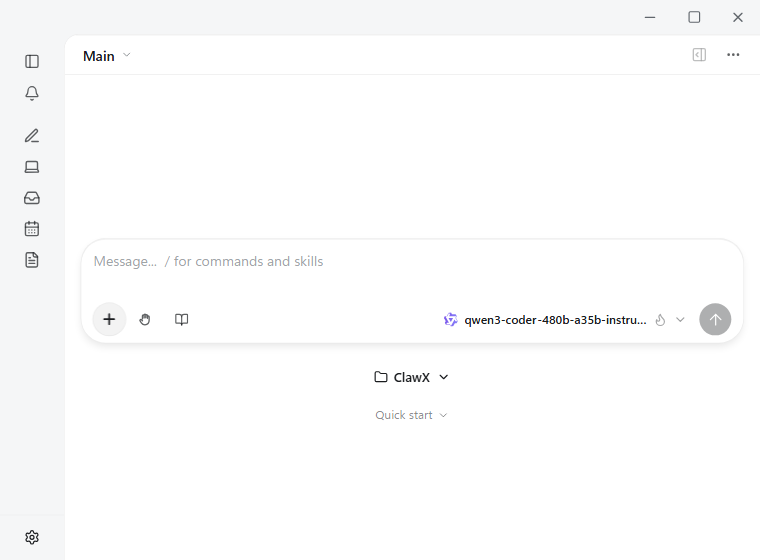 Main
Message... / for commands and skills
qwen3-coder-480b-a35b-instru...
ClawX
Quick start